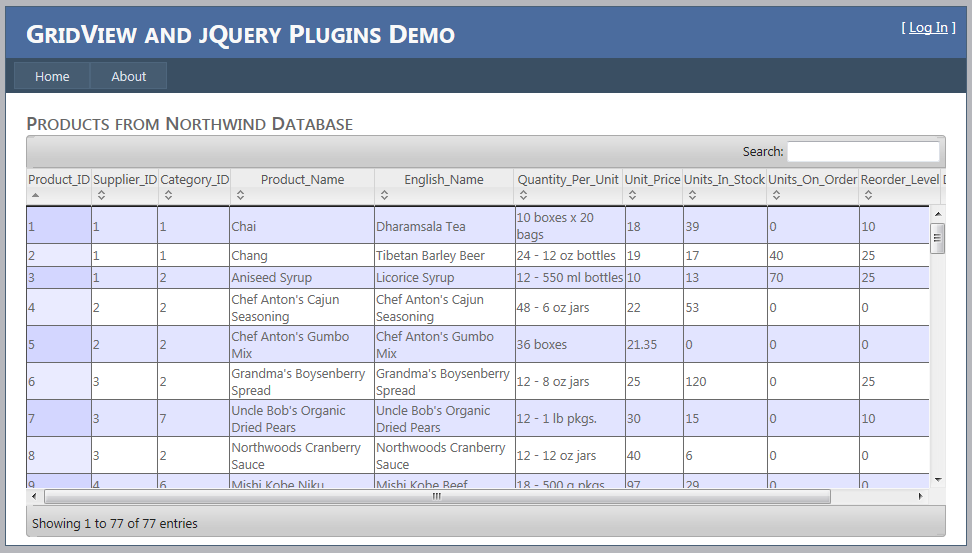 GridView and jQuery Plugins Demo
[ Log In ]
Home About
Products from Northwind Database
Search:
Product_ID Supplier_ID Category_ID Product_Name English_Name Quantity_Per_Unit Unit_Price Units_In_Stock Units_On_Order Reorder_Level
1 1 1 Chai Dharamsala Tea 10 boxes x 20 bags 18 39 0 10
2 1 1 Chang Tibetan Barley Beer 24 - 12 oz bottles 19 17 40 25
3 1 2 Aniseed Syrup Licorice Syrup 12 - 550 ml bottles 10 13 70 25
4 2 2 Chef Anton's Cajun Seasoning Chef Anton's Cajun Seasoning 48 - 6 oz jars 22 53 0 0
5 2 2 Chef Anton's Gumbo Mix Chef Anton's Gumbo Mix 36 boxes 21.35 0 0 0
6 3 2 Grandma's Boysenberry Spread Grandma's Boysenberry Spread 12 - 8 oz jars 25 120 0 25
7 3 7 Uncle Bob's Organic Dried Pears Uncle Bob's Organic Dried Pears 12 - 1 lb pkgs. 30 15 0 10
8 3 2 Northwoods Cranberry Sauce Northwoods Cranberry Sauce 12 - 12 oz jars 40 6 0 0
9 4 6 Mishi Kobe Niku Mishi Kobe Beef 18 - 500 g pkgs. 97 29 0 0
Showing 1 to 77 of 77 entries